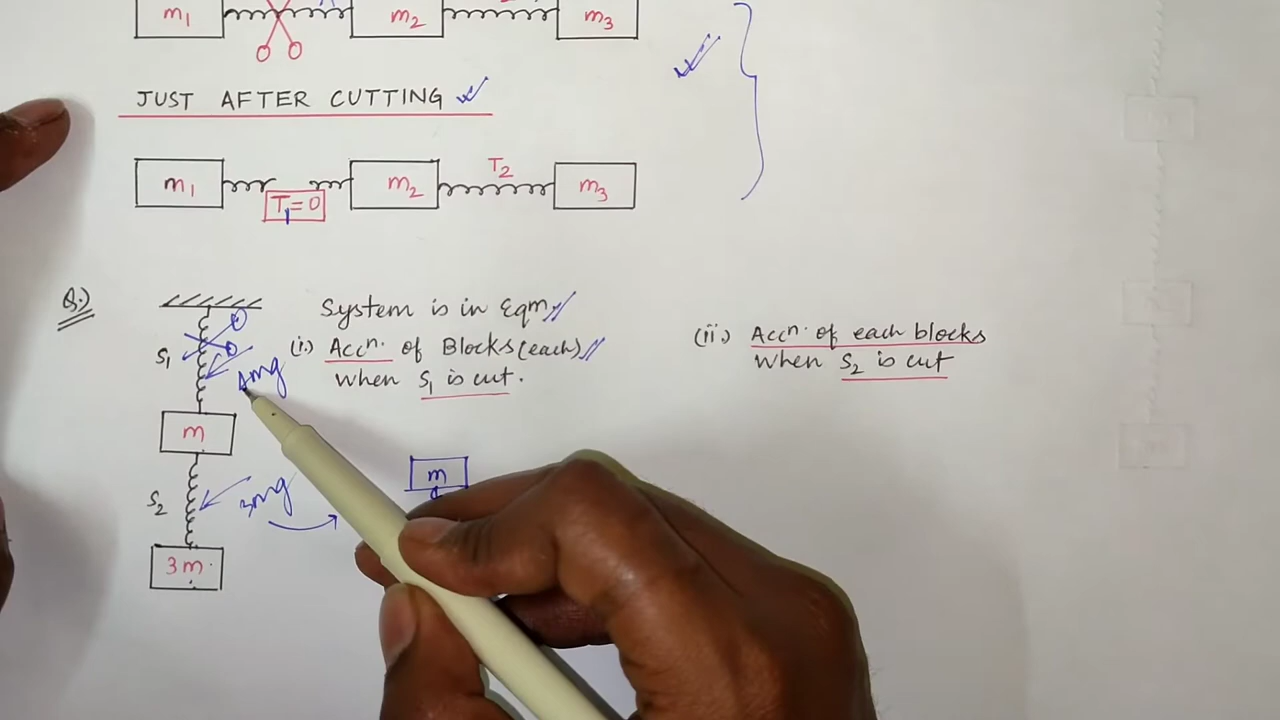 m₁ m₂ m₃
JUST AFTER CUTTING
m₁ m₂ T₂ m₃
T₁=0
Q.)
System is in Eqm
S₁ (i.) Accⁿ. of Blocks(each)
4mg
when S₁ is cut.
m
S₂ 3mg
3m
m
(ii.) Accⁿ. of each blocks
when S₂ is cut